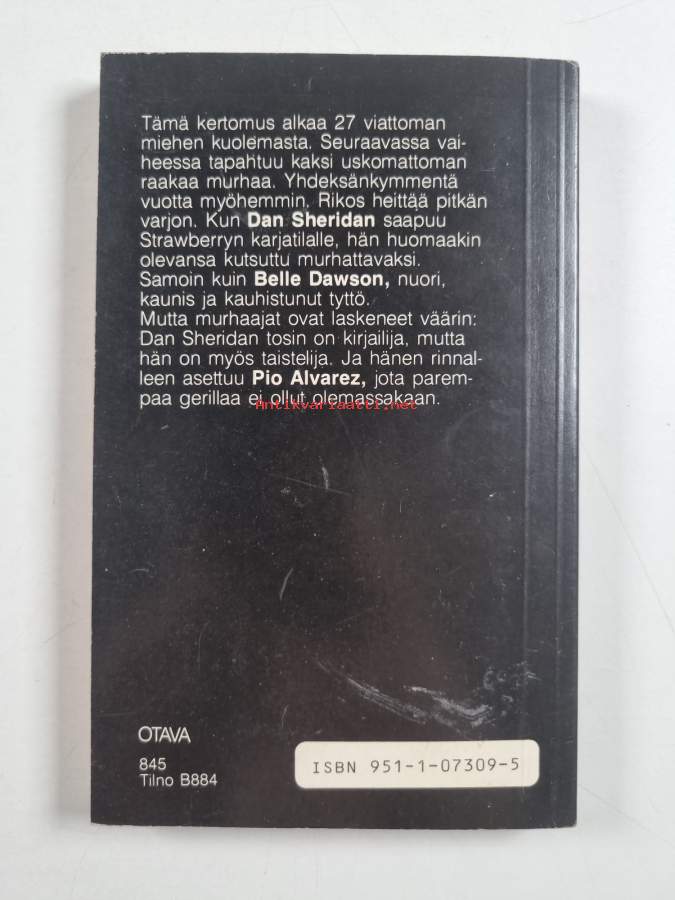 Tämä kertomus alkaa 27 viattoman
miehen kuolemasta. Seuraavassa vai-
heessa tapahtuu kaksi uskomattoman
raakaa murhaa. Yhdeksänkymmentä
vuotta myöhemmin. Rikos heittää pitkän
varjon. Kun Dan Sheridan saapuu
Strawberryn karjatilalle, hän huomaakin
olevansa kutsuttu murhattavaksi.
Samoin kuin Belle Dawson, nuori,
kaunis ja kauhistunut tyttö.
Mutta murhaajat ovat laskeneet väärin:
Dan Sheridan tosin on kirjailija, mutta
hän on myös taistelija. Ja hänen rinnal-
leen asettuu Pio Alvarez, jota parem-
paa gerillaa ei ollut olemassakaan.
Antikvariaatti.net
OTAVA
845
Tilno B884
ISBN 951-1-07309-5